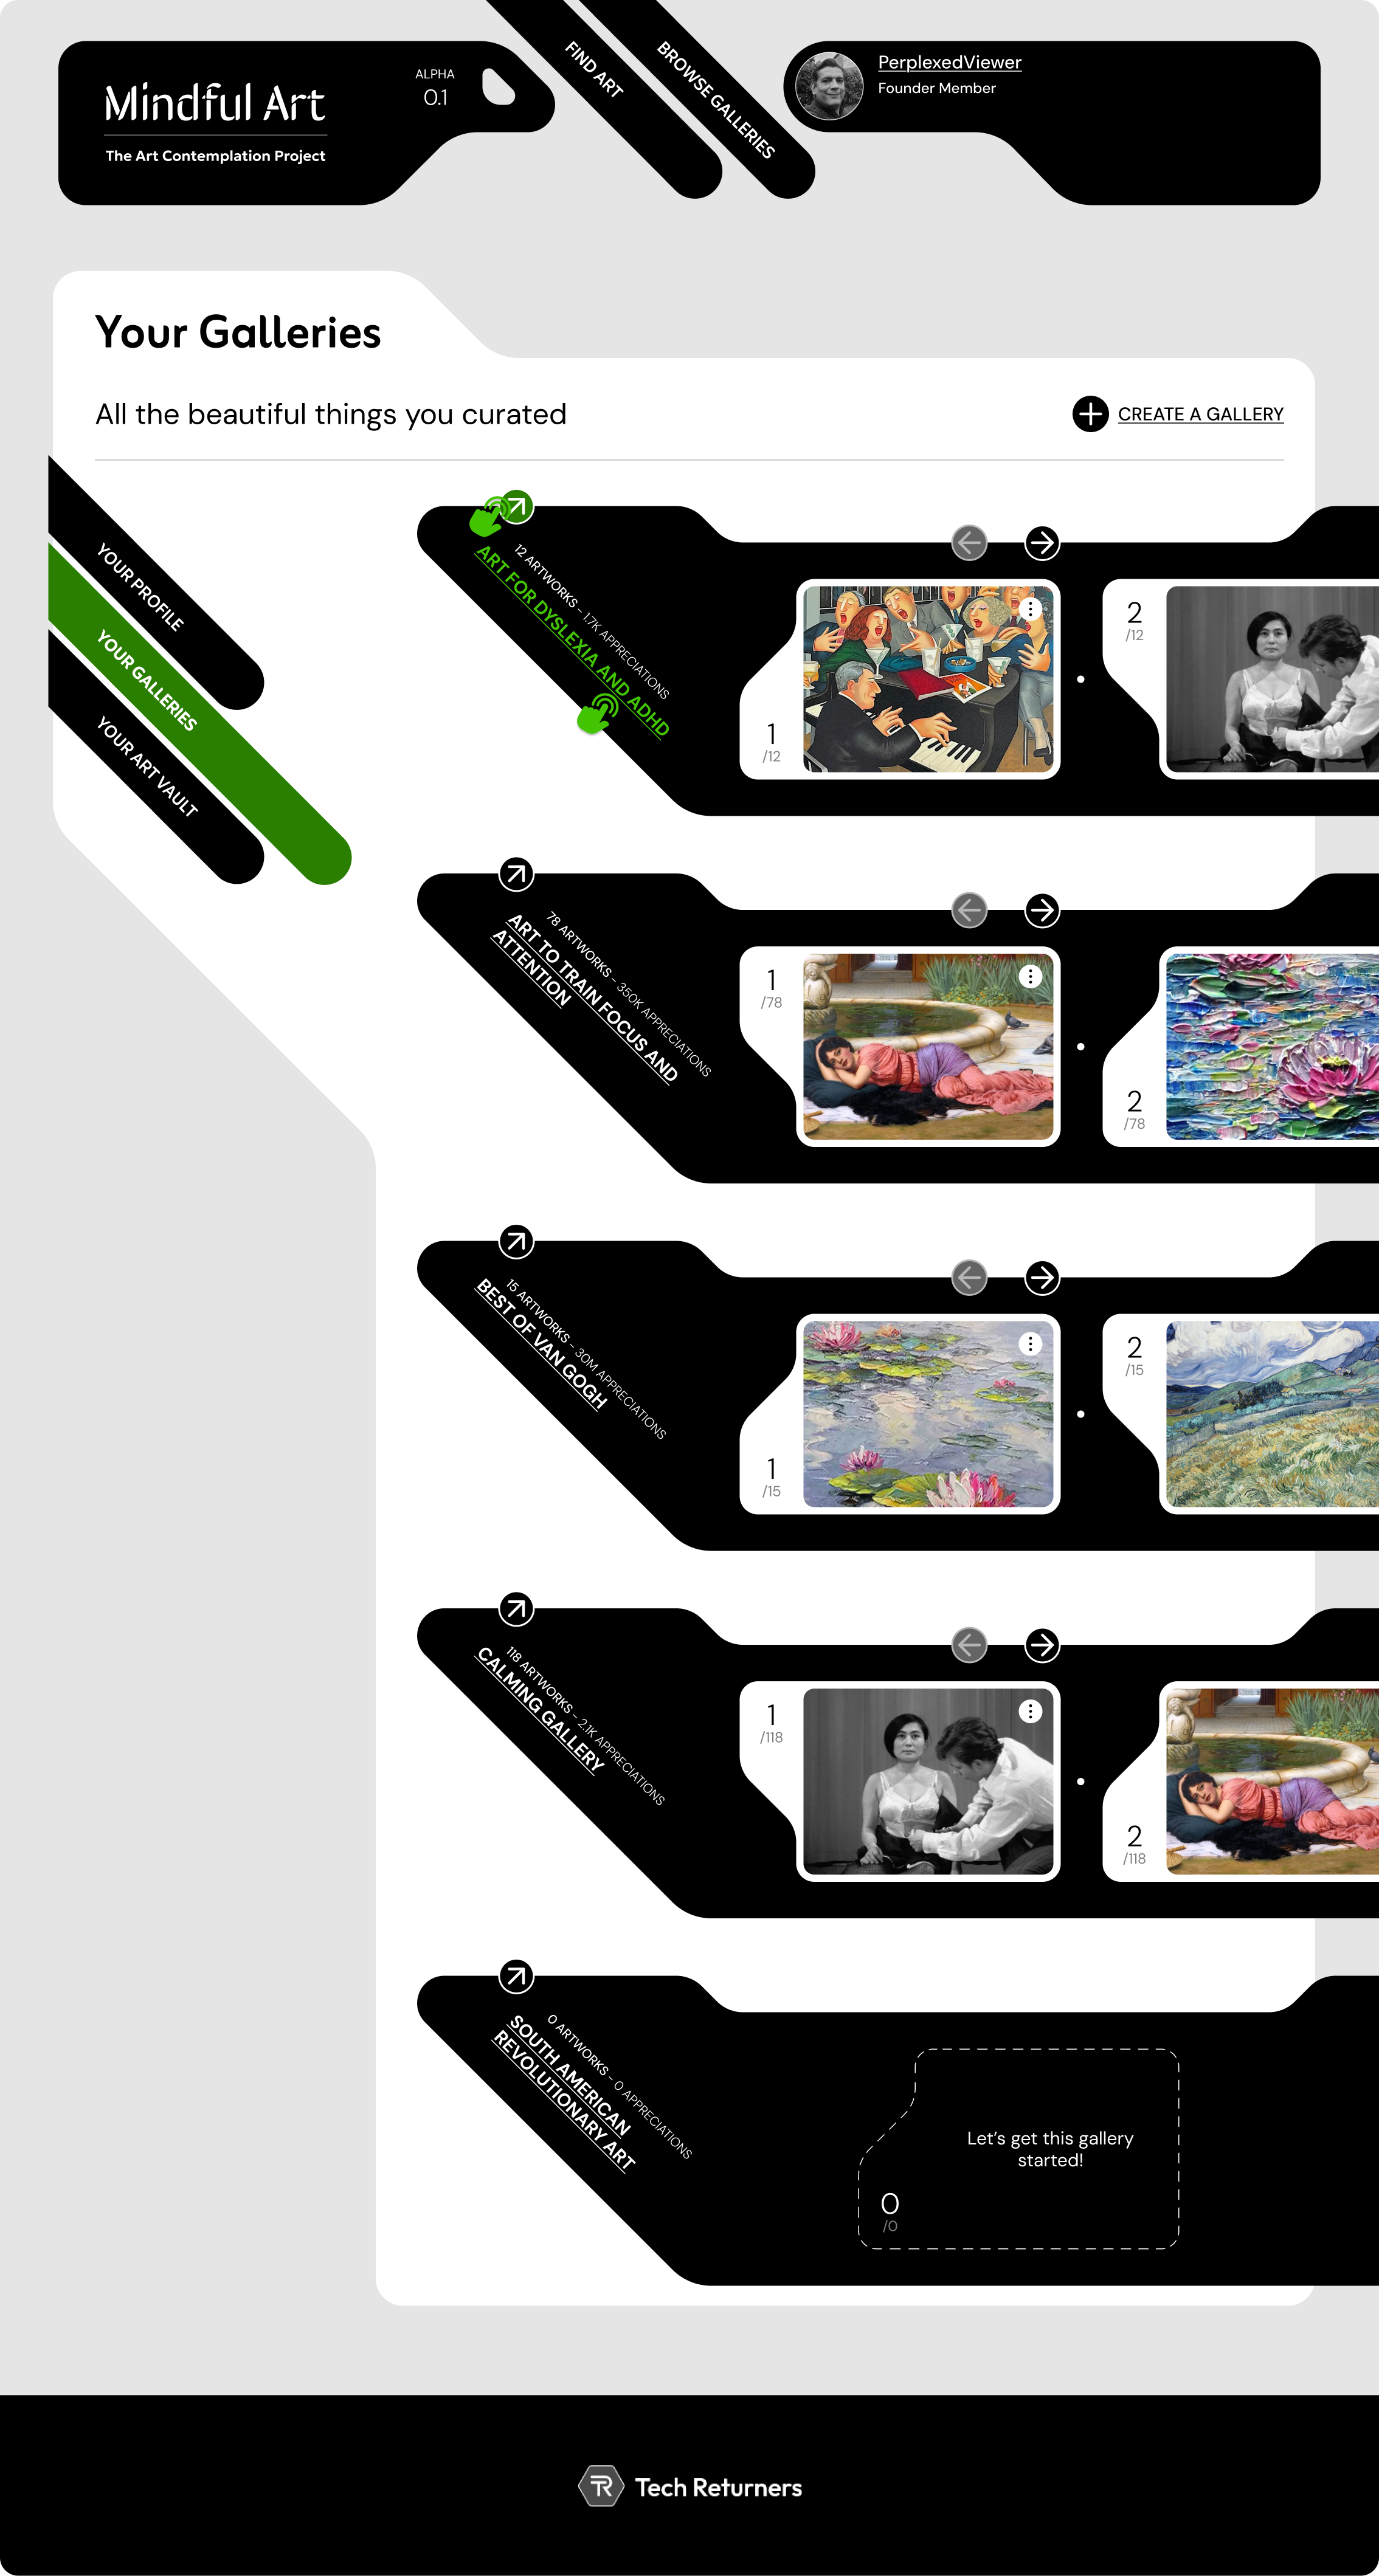 Mindful Art
The Art Contemplation Project
ALPHA
0.1
FIND ART
BROWSE GALLERIES
PerplexedViewer
Founder Member
Your Galleries
All the beautiful things you curated
CREATE A GALLERY
YOUR PROFILE
YOUR GALLERIES
YOUR ART VAULT
12 ARTWORKS - 1.7K APPRECIATIONS
ART FOR DYSLEXIA AND ADHD
1
/12
2
/12
78 ARTWORKS - 350K APPRECIATIONS
ART TO TRAIN FOCUS AND
ATTENTION
1
/78
2
/78
15 ARTWORKS - 30M APPRECIATIONS
BEST OF VAN GOGH
1
/15
2
/15
118 ARTWORKS - 2.1K APPRECIATIONS
CALMING GALLERY
1
/118
2
/118
0 ARTWORKS - 0 APPRECIATIONS
SOUTH AMERICAN
REVOLUTIONARY ART
Let's get this gallery
started!
0
/0
TR Tech Returners